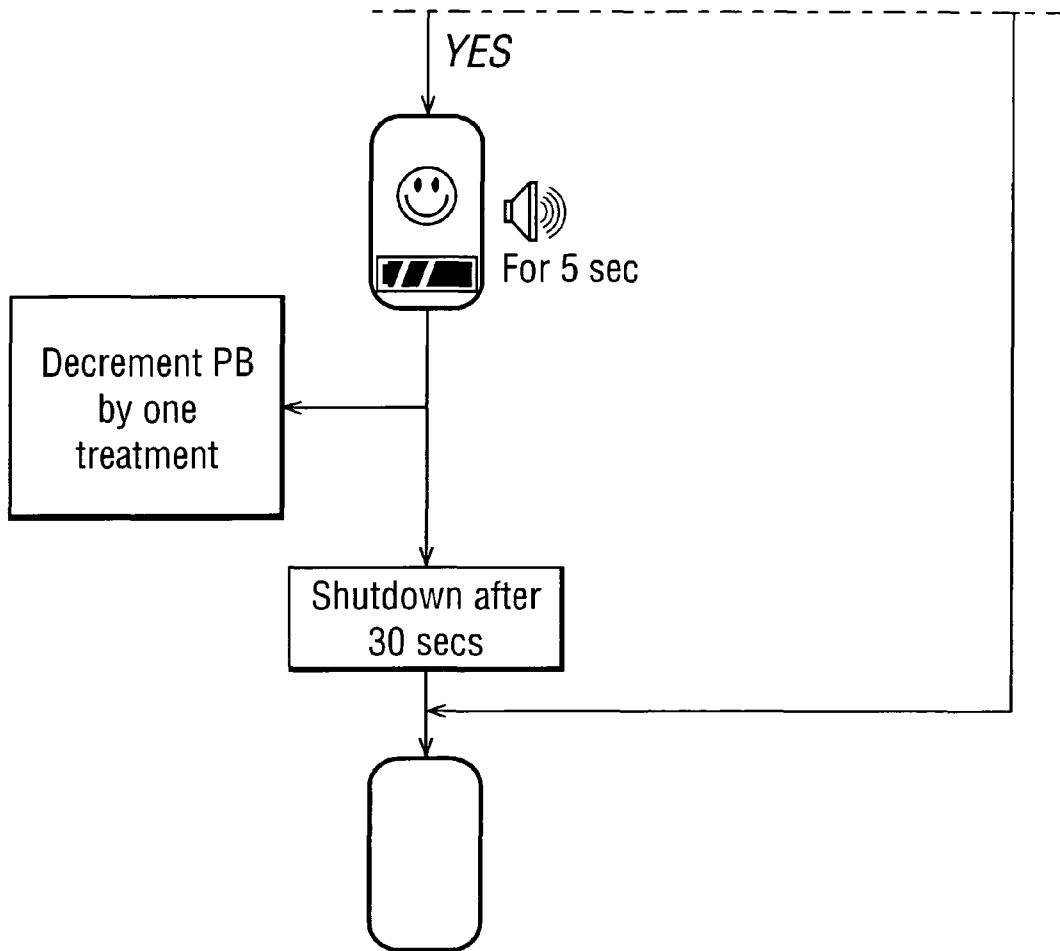 YES
For 5 sec
Decrement PB
by one
treatment
Shutdown after
30 secs